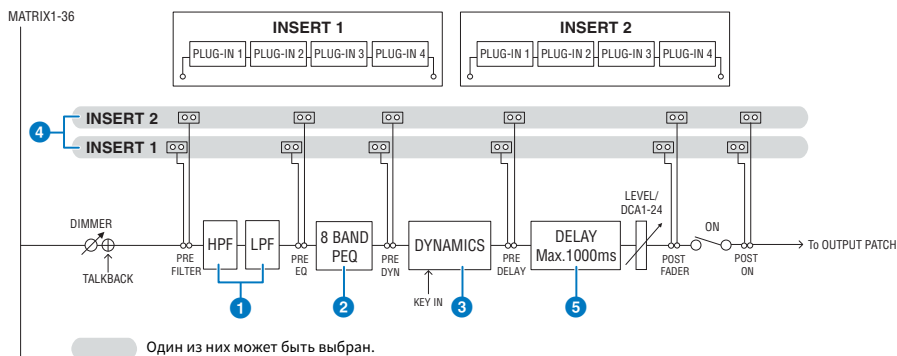 MATRIX1-36
INSERT 1
PLUG-IN 1 PLUG-IN 2 PLUG-IN 3 PLUG-IN 4
INSERT 2
PLUG-IN 1 PLUG-IN 2 PLUG-IN 3 PLUG-IN 4
4
INSERT 2
INSERT 1
DIMMER
TALKBACK
PRE
FILTER
HPF
LPF
1
PRE
EQ
8 BAND
PEQ
2
PRE
DYN
DYNAMICS
KEY IN
3
PRE
DELAY
DELAY
Max.1000ms
5
LEVEL/
DCA1-24
POST
FADER
ON
POST
ON
To OUTPUT PATCH
Один из них может быть выбран.